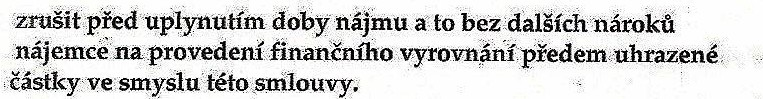 zrušit před uplynutím doby nájmu a to bez dalších nároků
nájemce na provedení finančního vyrovnání předem uhrazené
částky ve smyslu této smlouvy.